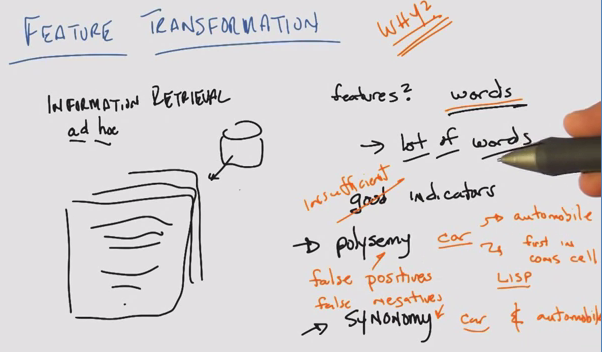 FEATURE TRANSFORMATION
WHY?
INFORMATION RETRIEVAL
ad hoc
features? words
→ lot of words
insufficient
good indicators
→ polysemy car → automobile
→ first in cons cell
LISP
false positives
false negatives
→ SYNONOMY car & automobile